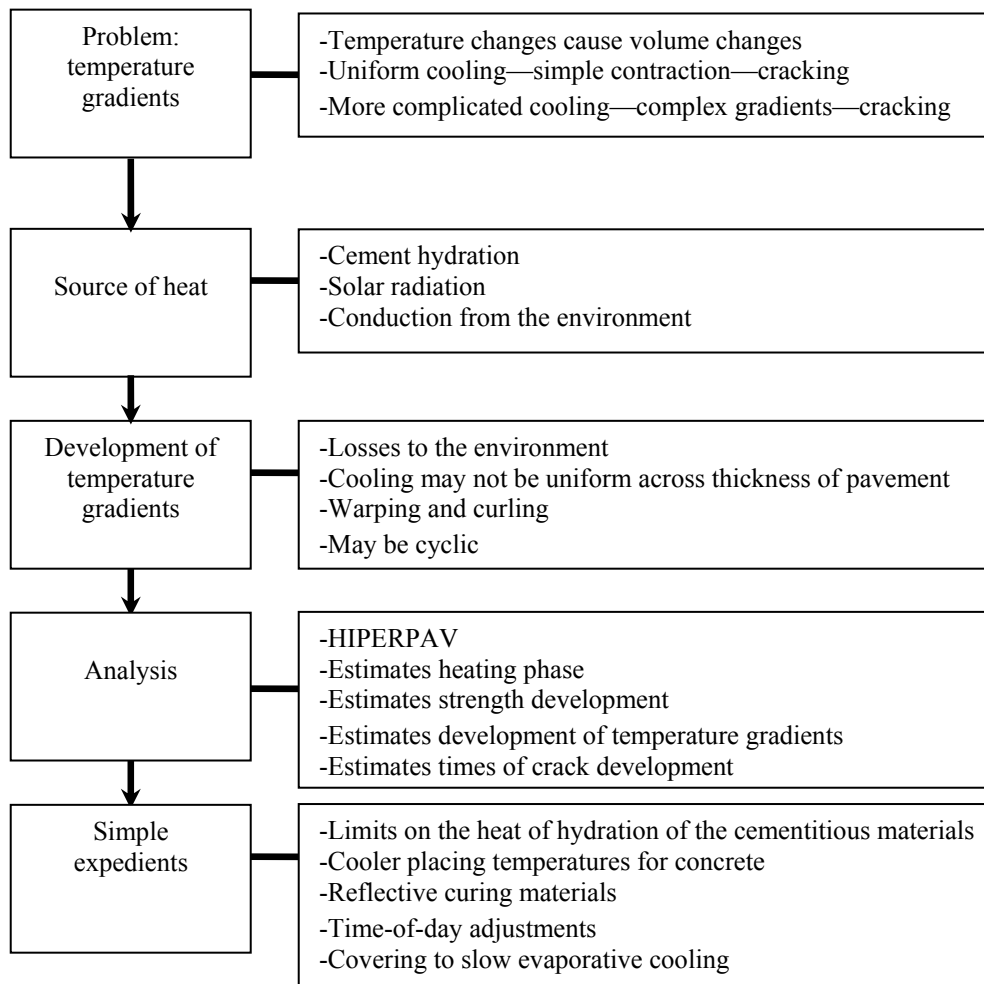 Problem:
temperature
gradients
-Temperature changes cause volume changes
-Uniform cooling—simple contraction—cracking
-More complicated cooling—complex gradients—cracking
Source of heat
-Cement hydration
-Solar radiation
-Conduction from the environment
Development of
temperature
gradients
-Losses to the environment
-Cooling may not be uniform across thickness of pavement
-Warping and curling
-May be cyclic
Analysis
-HIPERPAV
-Estimates heating phase
-Estimates strength development
-Estimates development of temperature gradients
-Estimates times of crack development
Simple
expedients
-Limits on the heat of hydration of the cementitious materials
-Cooler placing temperatures for concrete
-Reflective curing materials
-Time-of-day adjustments
-Covering to slow evaporative cooling